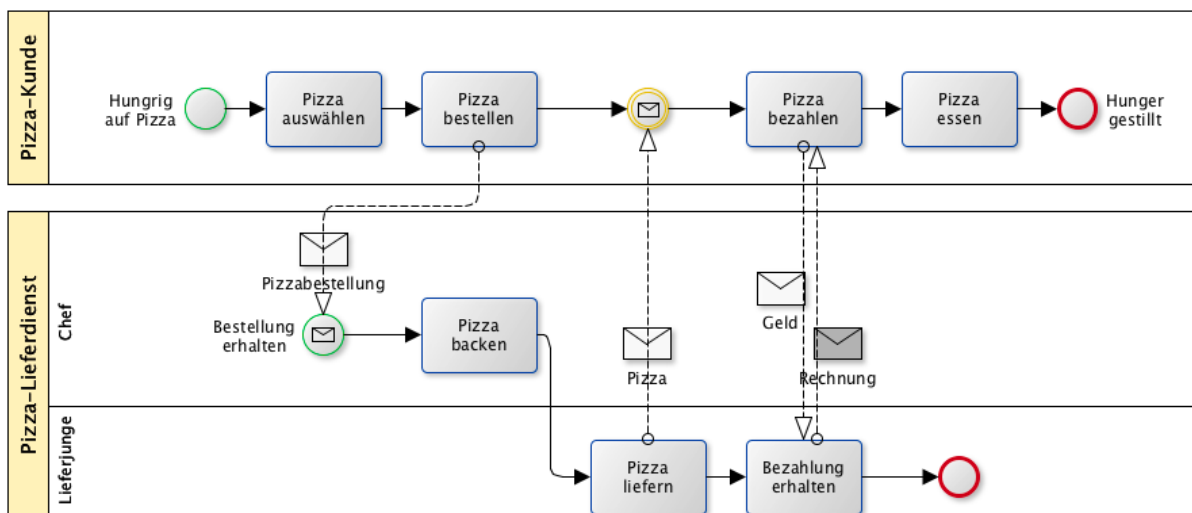 Pizza-Kunde
Hungrig
auf Pizza
Pizza
auswählen
Pizza
bestellen
Pizza
bezahlen
Pizza
essen
Hunger
gestillt
Pizza-Lieferdienst
Chef
Pizzabestellung
Bestellung
erhalten
Pizza
backen
Pizza
Geld
Rechnung
Lieferjunge
Pizza
liefern
Bezahlung
erhalten